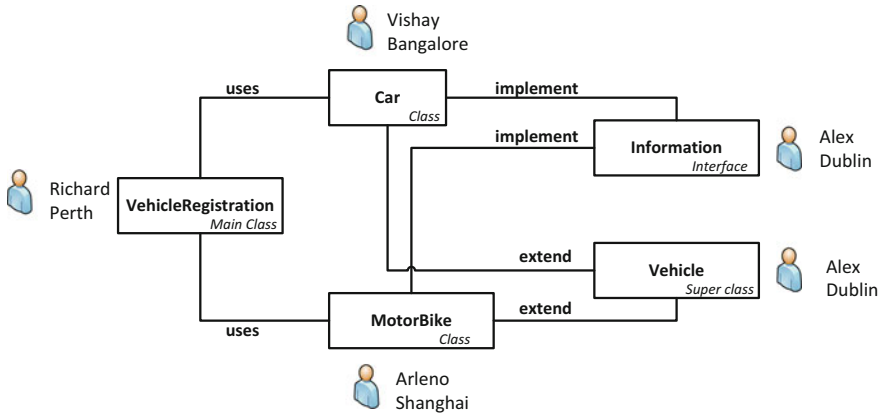 Vishay
Bangalore
uses
Car
Class
implement
implement
Information
Interface
Alex
Dublin
Richard
Perth
VehicleRegistration
Main Class
extend
Vehicle
Super class
Alex
Dublin
uses
MotorBike
Class
extend
Arleno
Shanghai